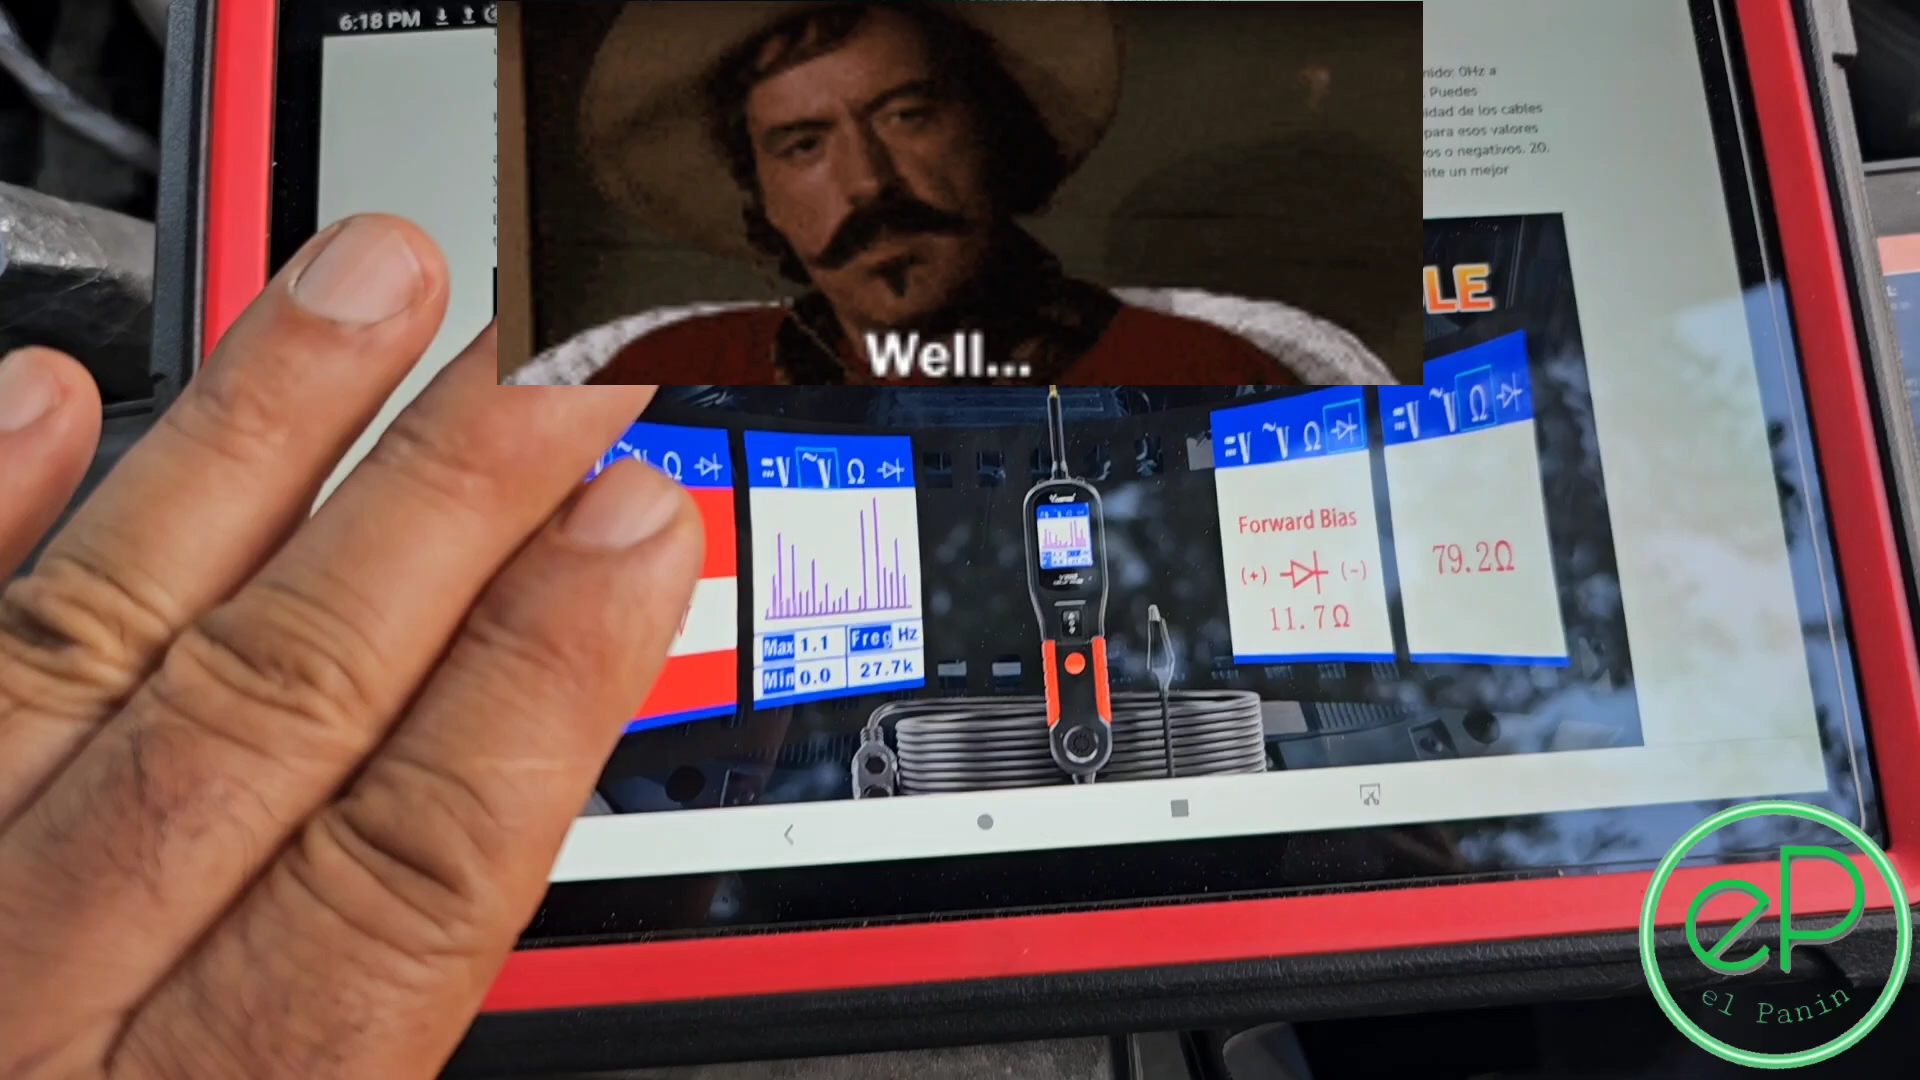 6:18 PM
nido: 0Hz a
. Puedes
idad de los cables
para esos valores
os o negativos. 20.
ite un mejor
Well...
LE
Ω
=V ~V Ω
Max 1.1 Freq Hz
Min 0.0 27.7k
=V ~V Ω
Forward Bias
(+) (-)
11.7Ω
=V ~V Ω
79.2Ω
eP
el Panin